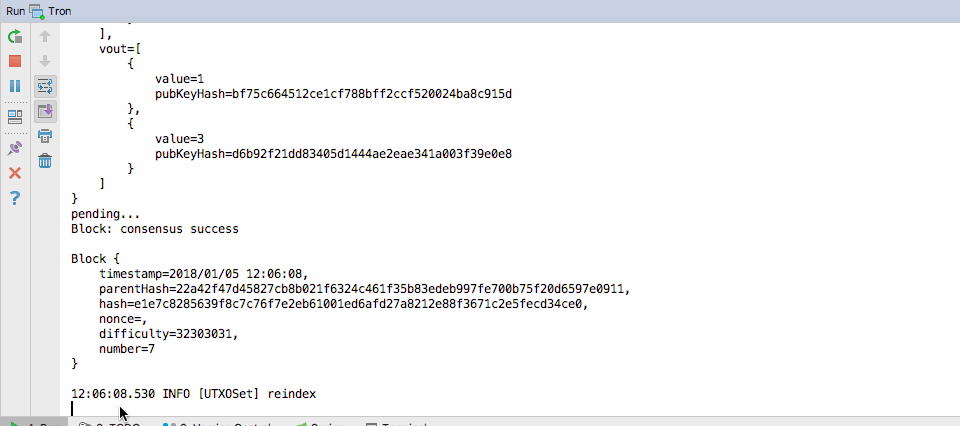 Run Tron
],
vout=[
{
value=1
pubKeyHash=bf75c664512ce1cf788bff2ccf520024ba8c915d
},
{
value=3
pubKeyHash=d6b92f21dd83405d1444ae2eae341a003f39e0e8
}
]
}
pending...
Block: consensus success
Block {
timestamp=2018/01/05 12:06:08,
parentHash=22a42f47d45827cb8b021f6324c461f35b83edeb997fe700b75f20d6597e0911,
hash=e1e7c8285639f8c7c76f7e2eb61001ed6afd27a8212e88f3671c2e5fecd34ce0,
nonce=,
difficulty=32303031,
number=7
}
12:06:08.530 INFO [UTXOSet] reindex